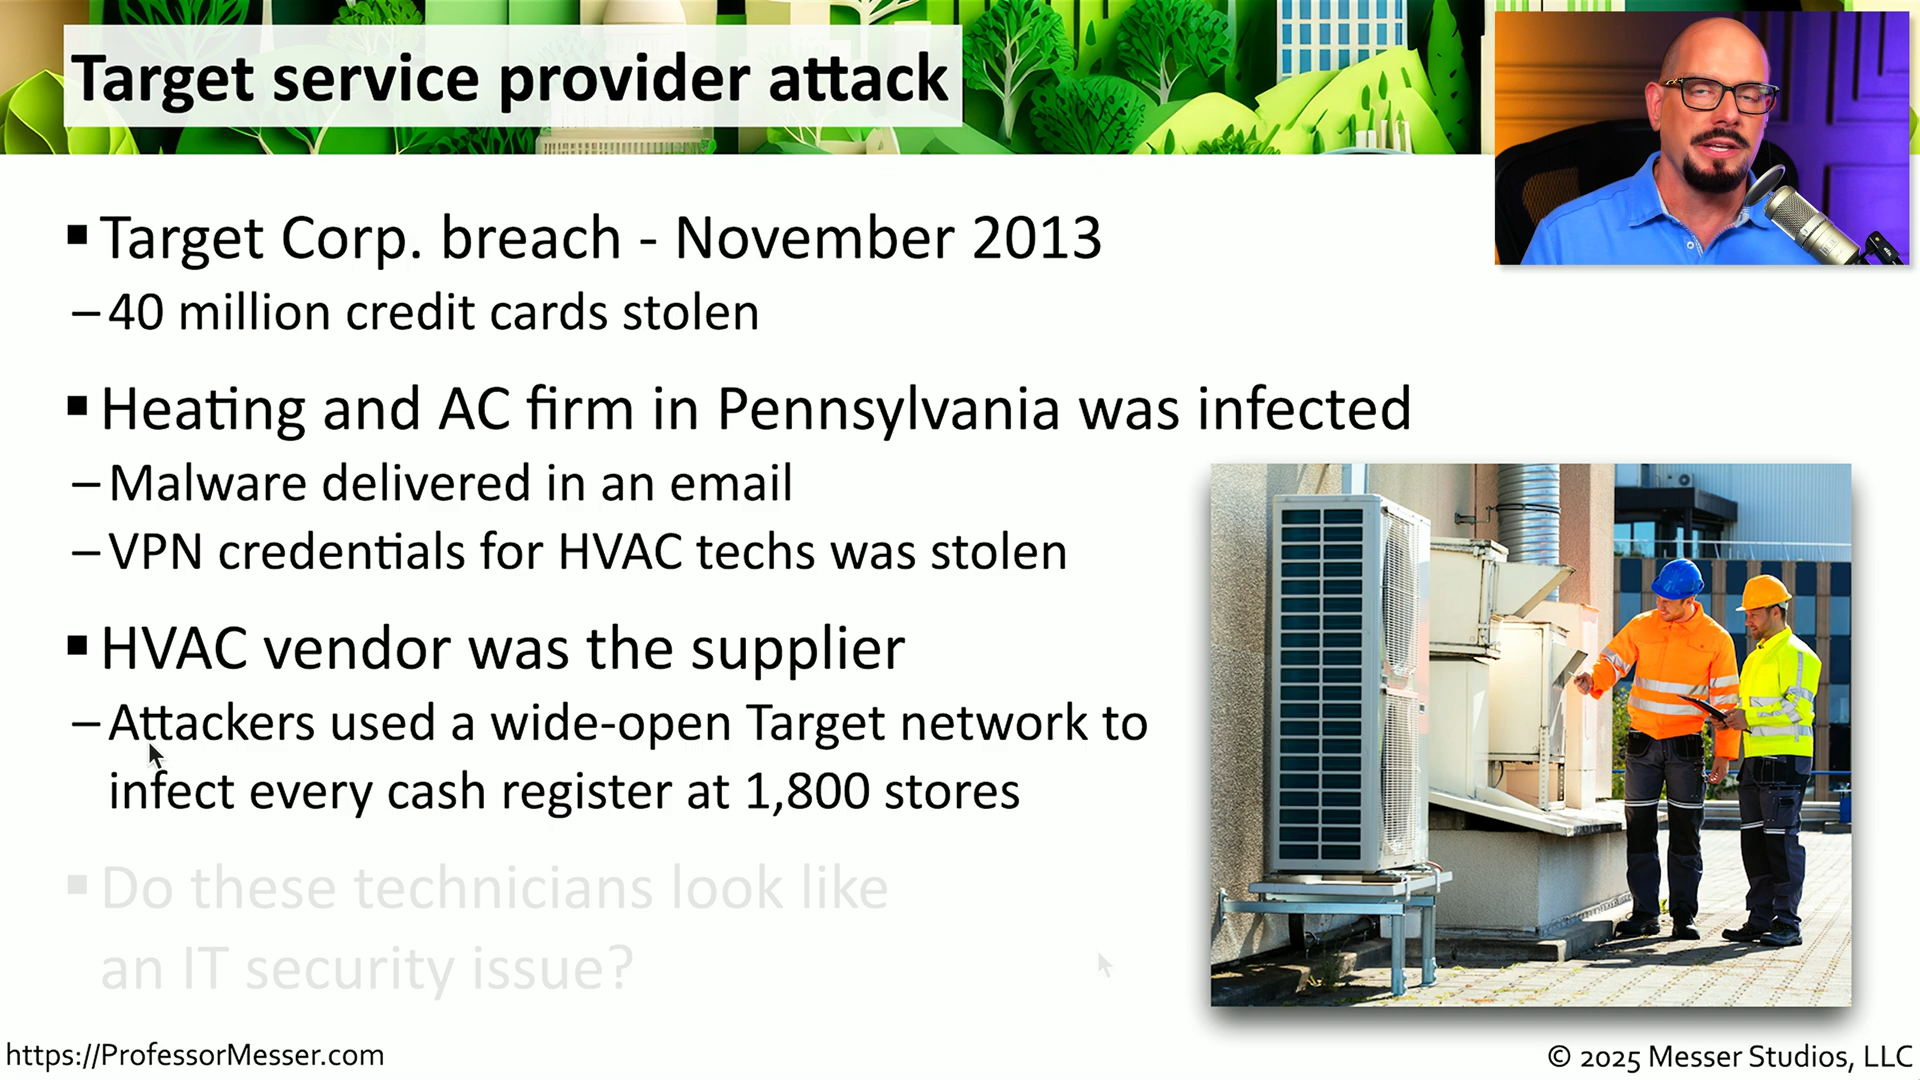 Target service provider attack
▪ Target Corp. breach - November 2013
– 40 million credit cards stolen
▪ Heating and AC firm in Pennsylvania was infected
– Malware delivered in an email
– VPN credentials for HVAC techs was stolen
▪ HVAC vendor was the supplier
– Attackers used a wide-open Target network to
infect every cash register at 1,800 stores
▪ Do these technicians look like
an IT security issue?
https://ProfessorMesser.com
© 2025 Messer Studios, LLC